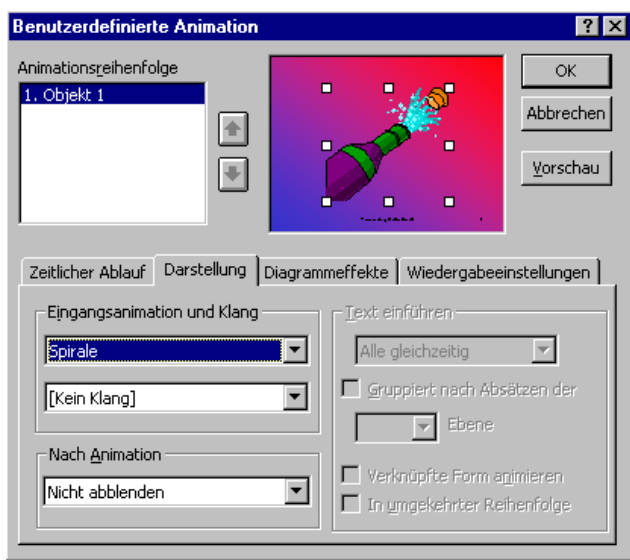 Benutzerdefinierte Animation
Animationsreihenfolge
1. Objekt 1
OK
Abbrechen
Vorschau
Zeitlicher Ablauf Darstellung Diagrammeffekte Wiedergabeeinstellungen
Eingangsanimation und Klang
Spirale
[Kein Klang]
Nach Animation
Nicht abblenden
Text einführen
Alle gleichzeitig
Gruppiert nach Absätzen der
Ebene
Verknüpfte Form animieren
In umgekehrter Reihenfolge